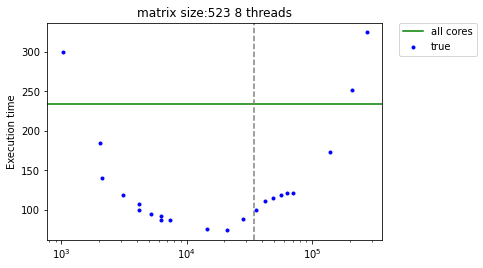 matrix size:523 8 threads
all cores
true
Execution time
300
250
200
150
100
10³
10⁴
10⁵